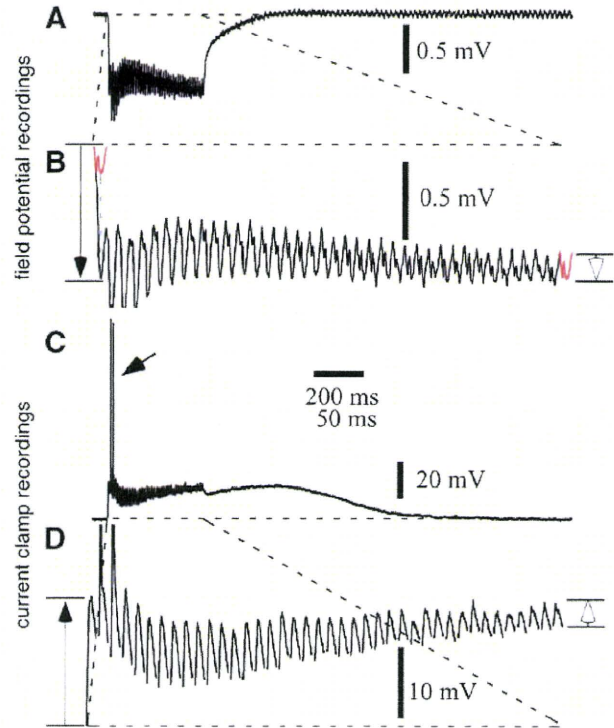 A
0.5 mV
field potential recordings
B
0.5 mV
C
200 ms
50 ms
20 mV
current clamp recordings
D
10 mV